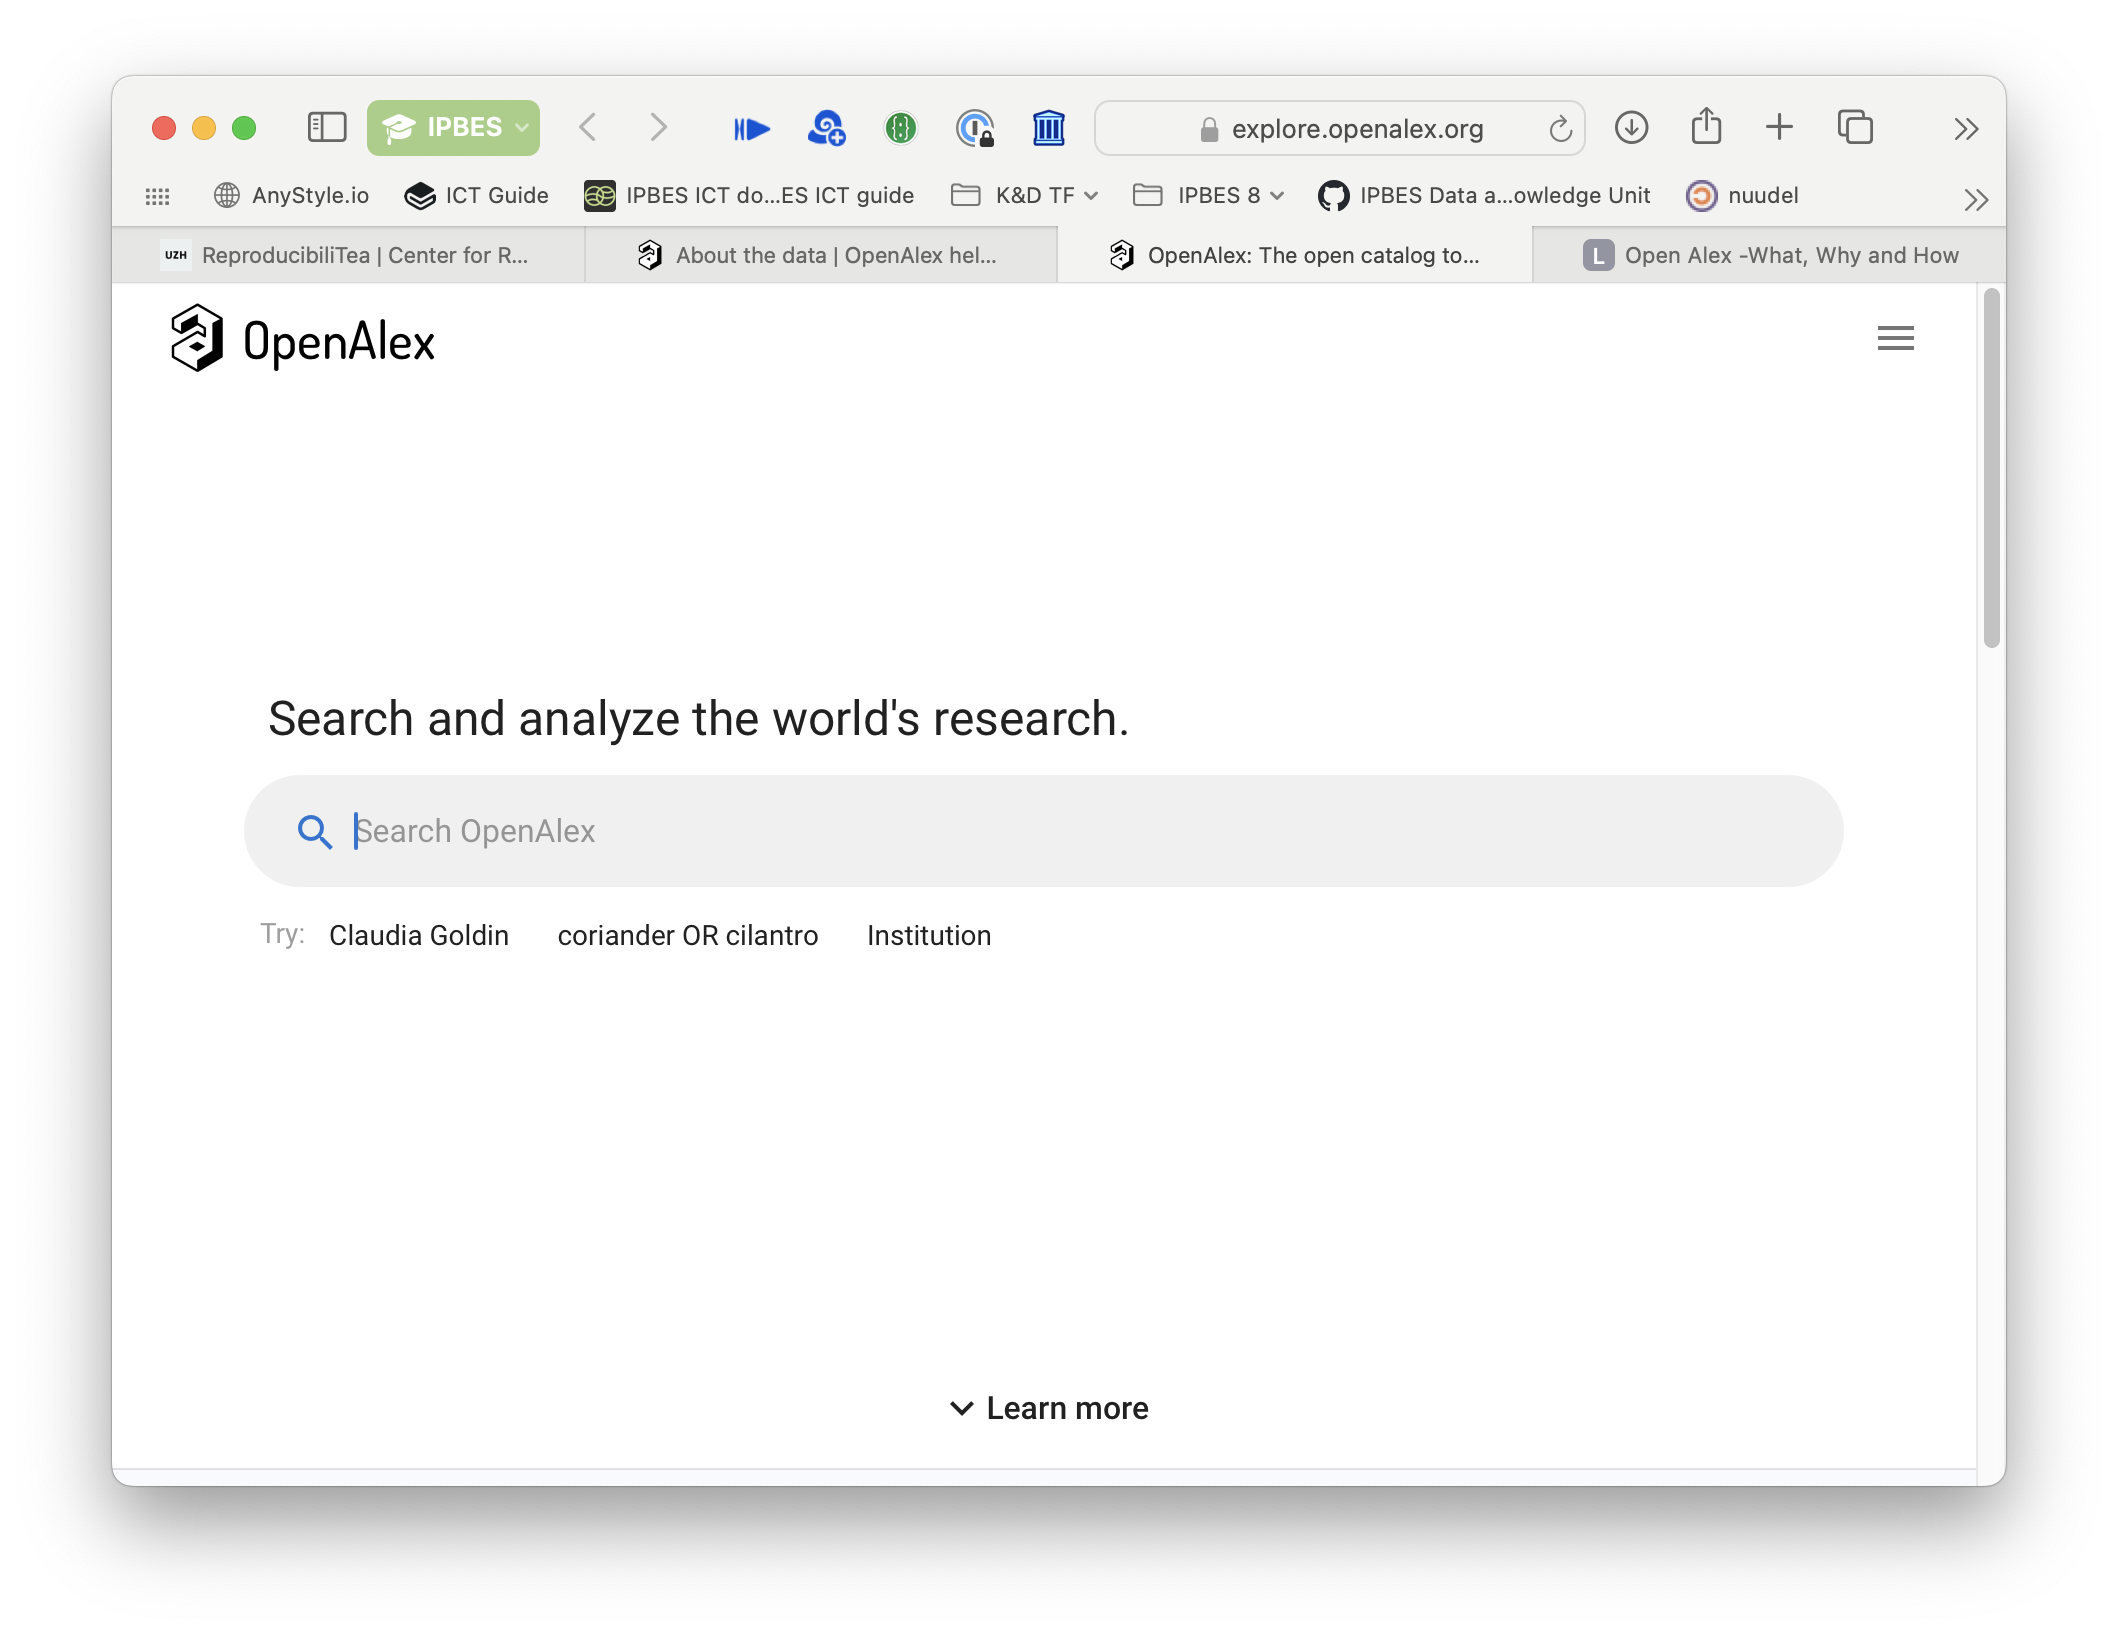 IPBES
explore.openalex.org
AnyStyle.io ICT Guide IPBES ICT do...ES ICT guide K&D TF IPBES 8 IPBES Data a...owledge Unit nuudel
UZH ReproducibiliTea | Center for R... About the data | OpenAlex hel... OpenAlex: The open catalog to... L Open Alex -What, Why and How
OpenAlex
Search and analyze the world's research.
Search OpenAlex
Try: Claudia Goldin coriander OR cilantro Institution
Learn more